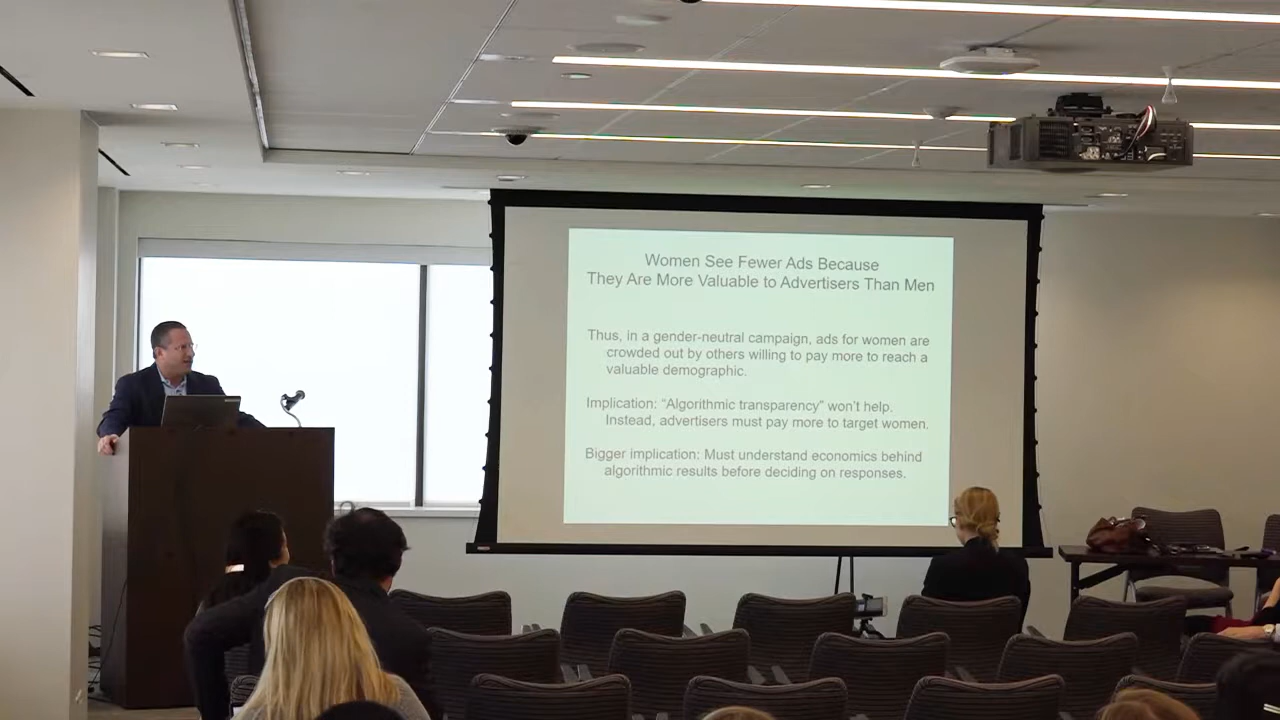 Women See Fewer Ads Because
They Are More Valuable to Advertisers Than Men
Thus, in a gender-neutral campaign, ads for women are
crowded out by others willing to pay more to reach a
valuable demographic.
Implication: “Algorithmic transparency” won’t help.
Instead, advertisers must pay more to target women.
Bigger implication: Must understand economics behind
algorithmic results before deciding on responses.